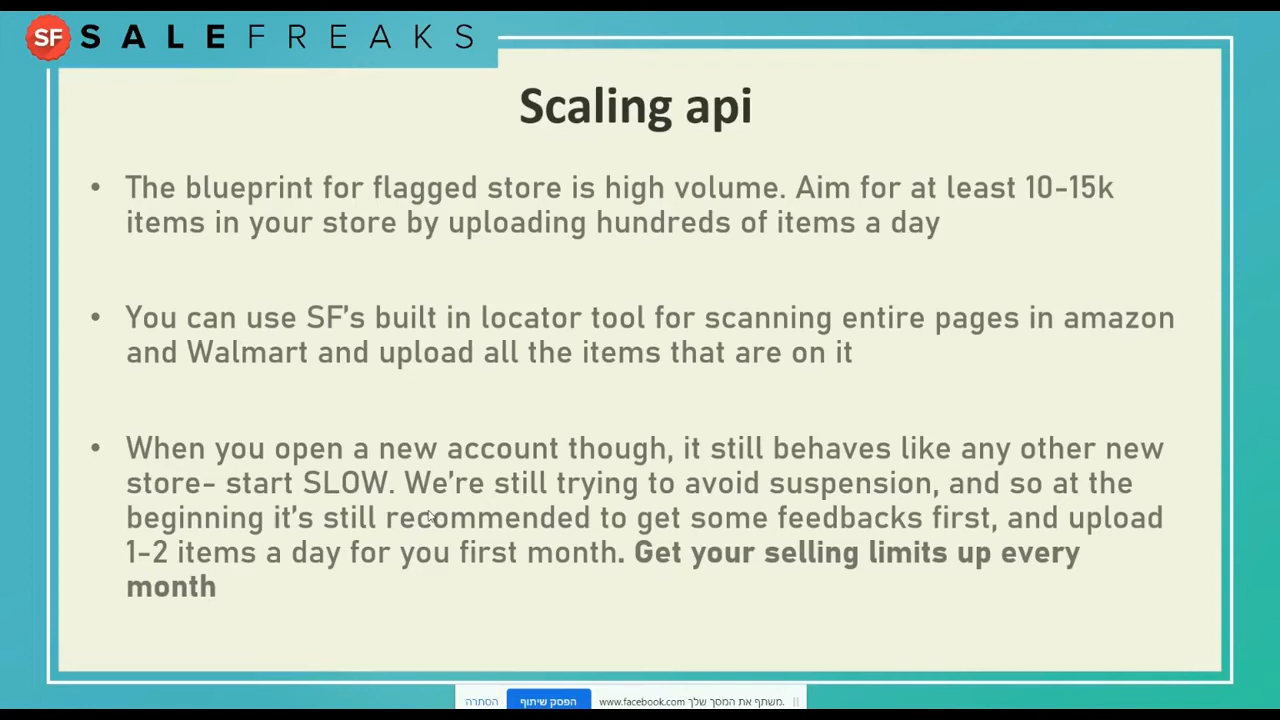 SF SALEFREAKS
Scaling api
• The blueprint for flagged store is high volume. Aim for at least 10-15k
items in your store by uploading hundreds of items a day
• You can use SF's built in locator tool for scanning entire pages in amazon
and Walmart and upload all the items that are on it
• When you open a new account though, it still behaves like any other new
store- start SLOW. We're still trying to avoid suspension, and so at the
beginning it's still recommended to get some feedbacks first, and upload
1-2 items a day for you first month. Get your selling limits up every
month
www.facebook.com משתף את המסך שלך. הפסק שיתוף הסתרה